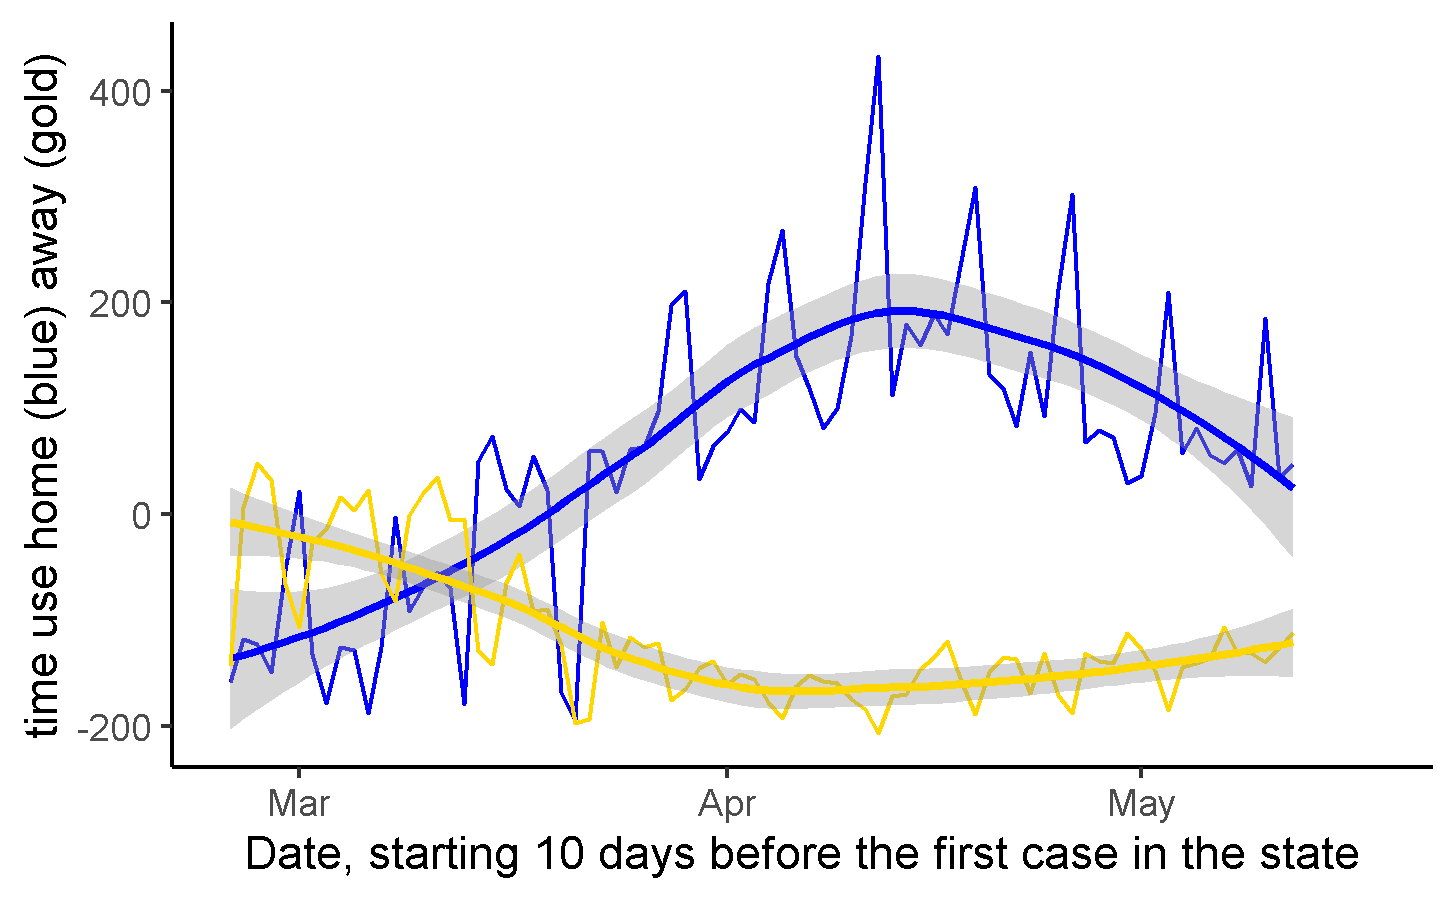 time use home (blue) away (gold)
400
200
0
-200
Mar
Apr
May
Date, starting 10 days before the first case in the state